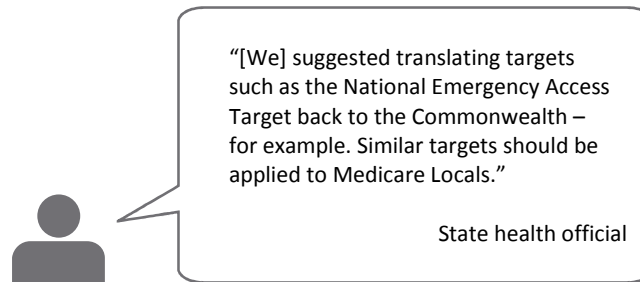 “[We] suggested translating targets
such as the National Emergency Access
Target back to the Commonwealth –
for example. Similar targets should be
applied to Medicare Locals.”
State health official